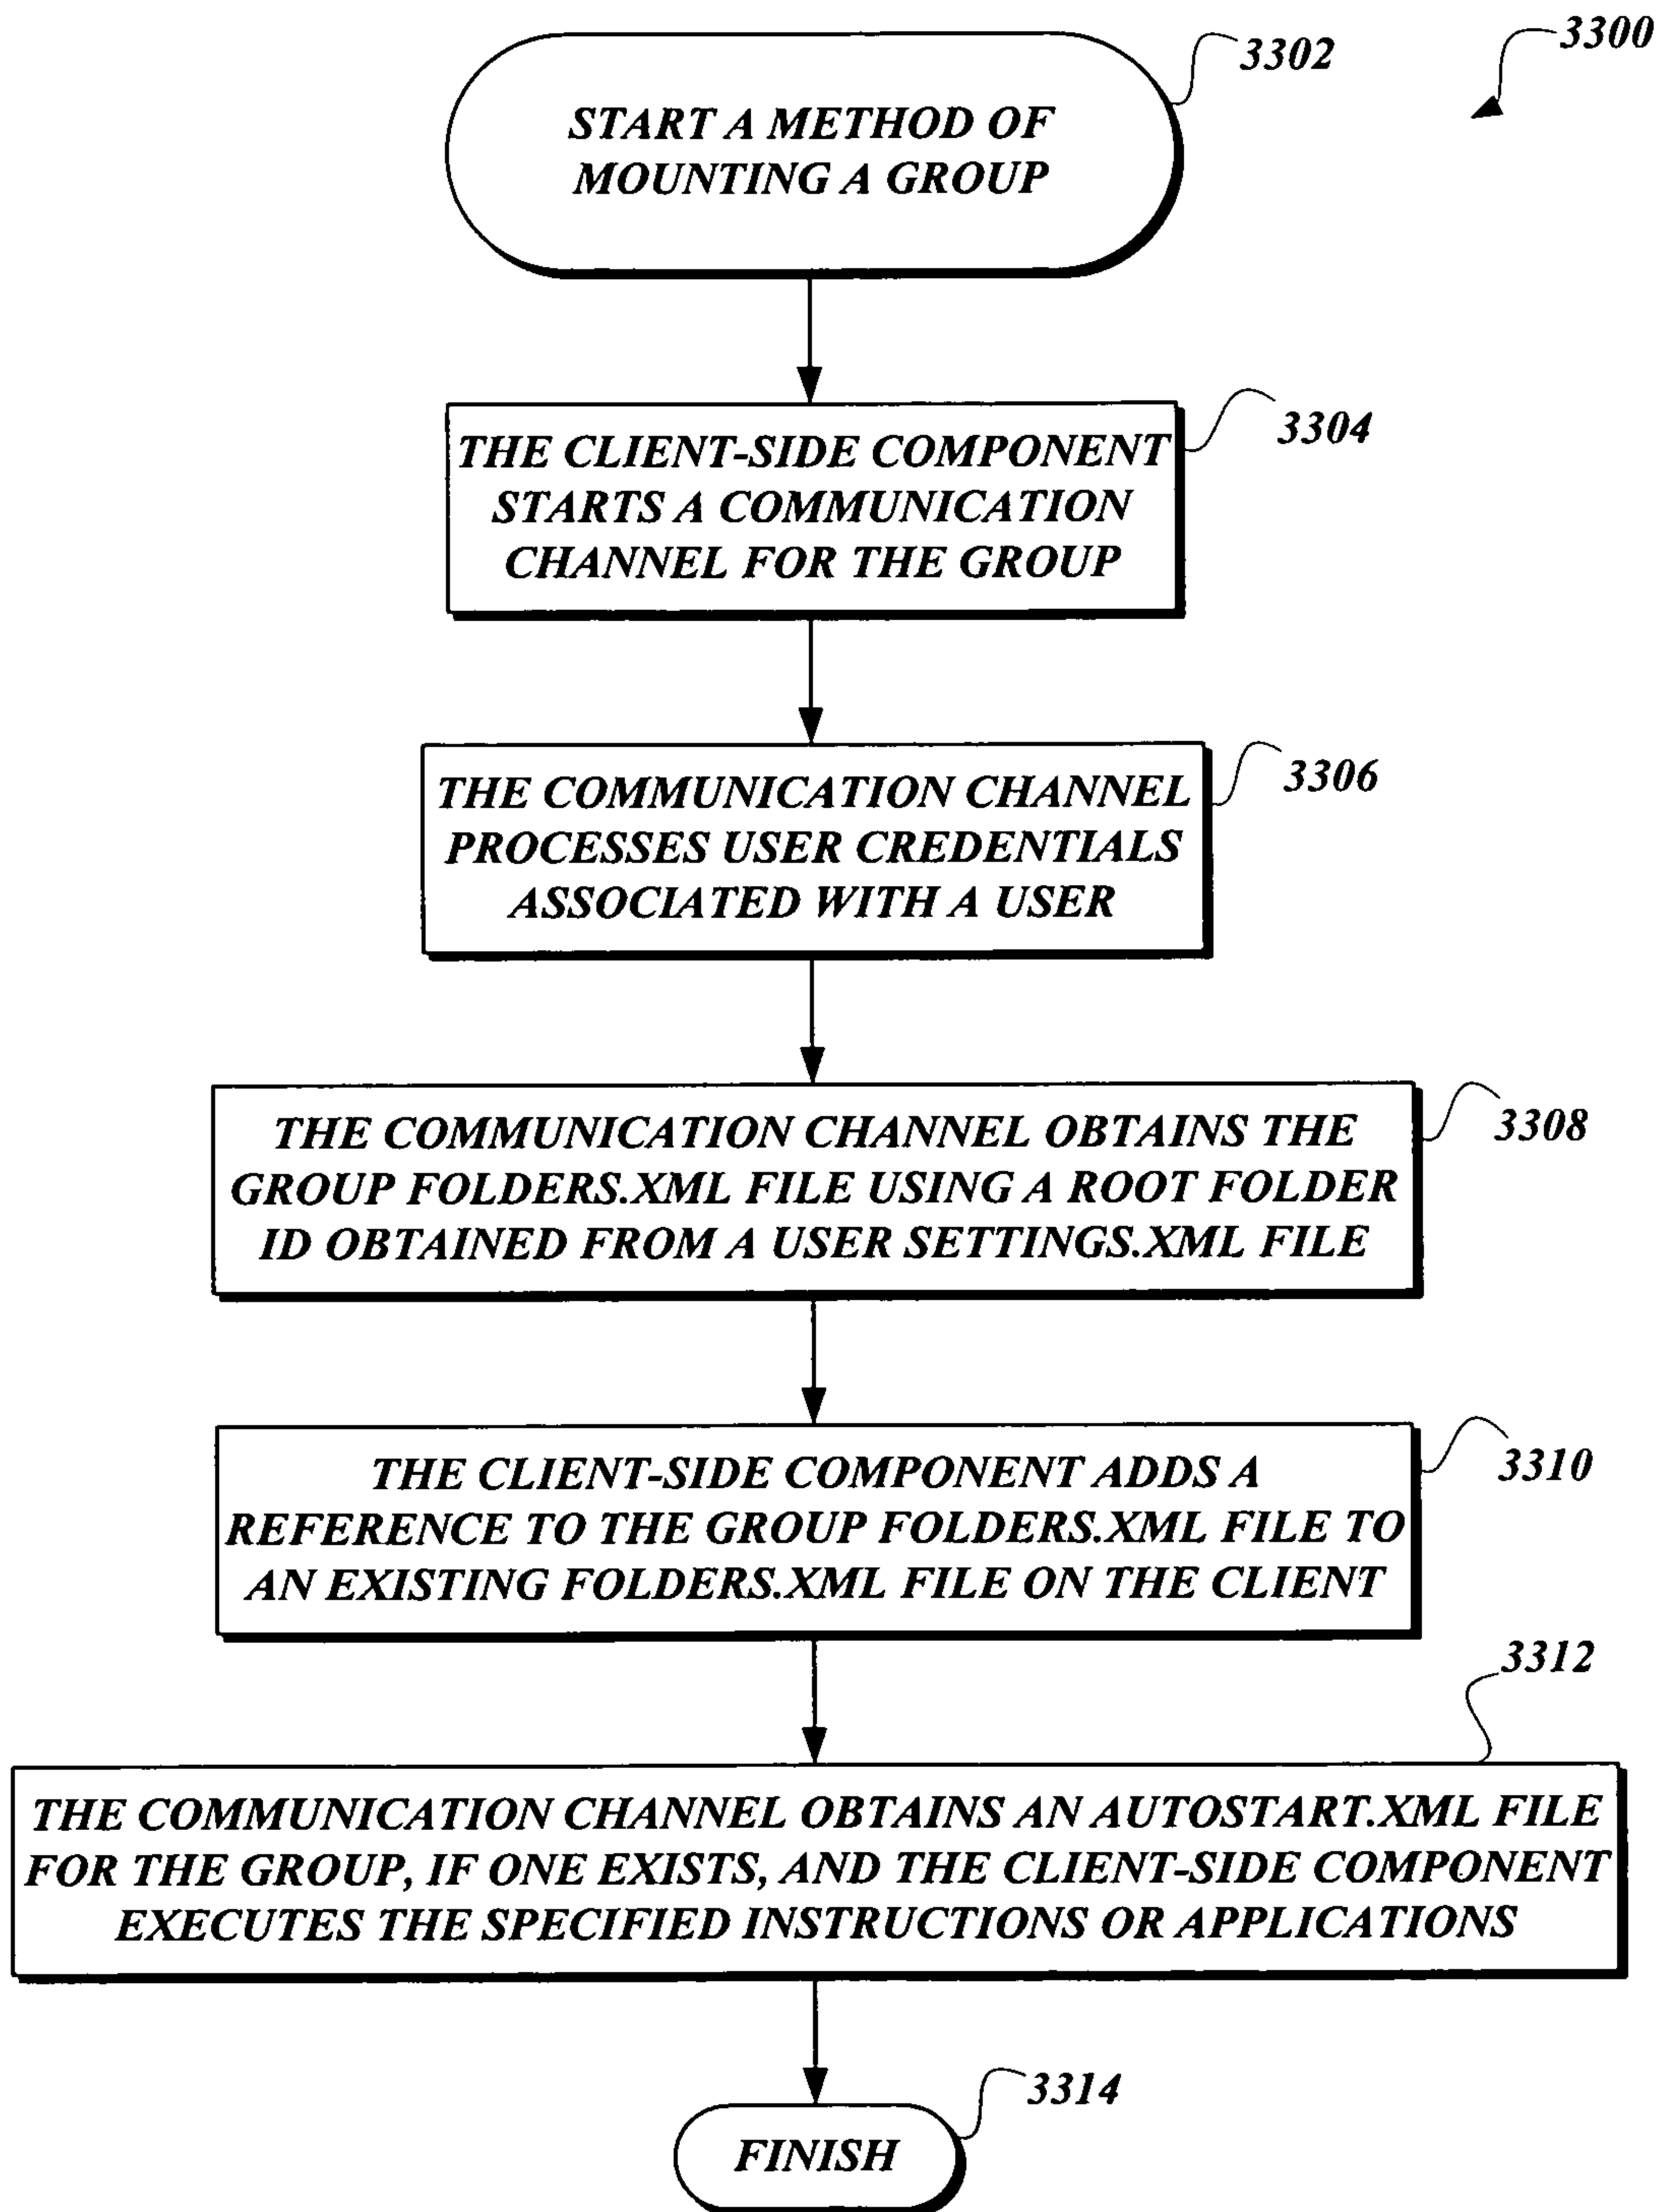 3300
3302
START A METHOD OF
MOUNTING A GROUP
3304
THE CLIENT-SIDE COMPONENT
STARTS A COMMUNICATION
CHANNEL FOR THE GROUP
3306
THE COMMUNICATION CHANNEL
PROCESSES USER CREDENTIALS
ASSOCIATED WITH A USER
3308
THE COMMUNICATION CHANNEL OBTAINS THE
GROUP FOLDERS.XML FILE USING A ROOT FOLDER
ID OBTAINED FROM A USER SETTINGS.XML FILE
3310
THE CLIENT-SIDE COMPONENT ADDS A
REFERENCE TO THE GROUP FOLDERS.XML FILE TO
AN EXISTING FOLDERS.XML FILE ON THE CLIENT
3312
THE COMMUNICATION CHANNEL OBTAINS AN AUTOSTART.XML FILE
FOR THE GROUP, IF ONE EXISTS, AND THE CLIENT-SIDE COMPONENT
EXECUTES THE SPECIFIED INSTRUCTIONS OR APPLICATIONS
3314
FINISH